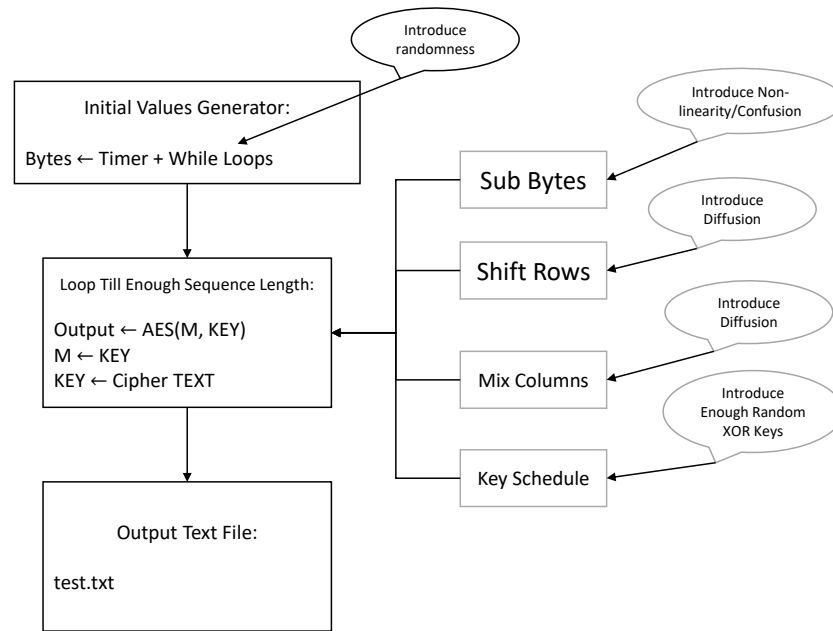 Introduce
randomness
Initial Values Generator:
Bytes ← Timer + While Loops
Introduce Non-
linearity/Confusion
Sub Bytes
Introduce
Diffusion
Shift Rows
Loop Till Enough Sequence Length:
Output ← AES(M, KEY)
M ← KEY
KEY ← Cipher TEXT
Introduce
Diffusion
Mix Columns
Introduce
Enough Random
XOR Keys
Key Schedule
Output Text File:
test.txt